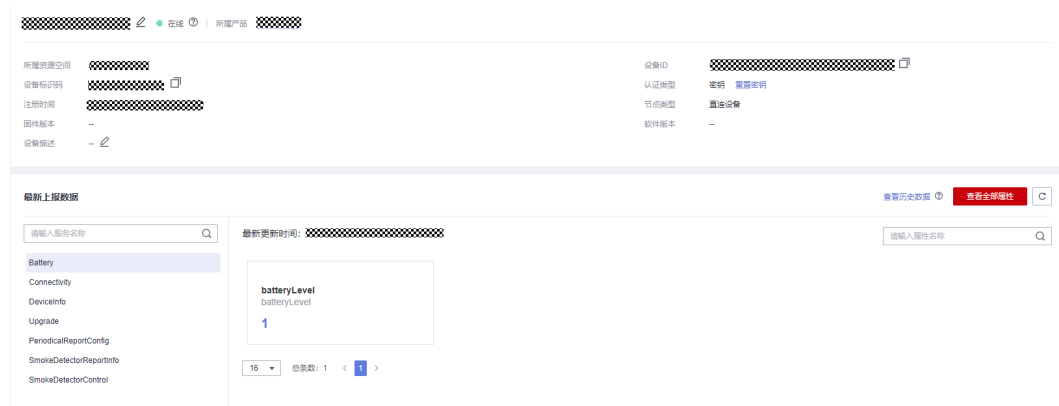 在线 所属产品
所属资源空间
设备ID
设备标识码
认证类型 密钥 重置密钥
注册时间
节点类型 直连设备
固件版本 --
软件版本 --
设备描述 --
最新上报数据
查看历史数据 查看全部属性
请输入服务名称
最新更新时间:
请输入属性名称
Battery
Connectivity
DeviceInfo
Upgrade
PeriodicalReportConfig
SmokeDetectorReportInfo
SmokeDetectorControl
batteryLevel
batteryLevel
1
16 总条数: 1 < 1 >